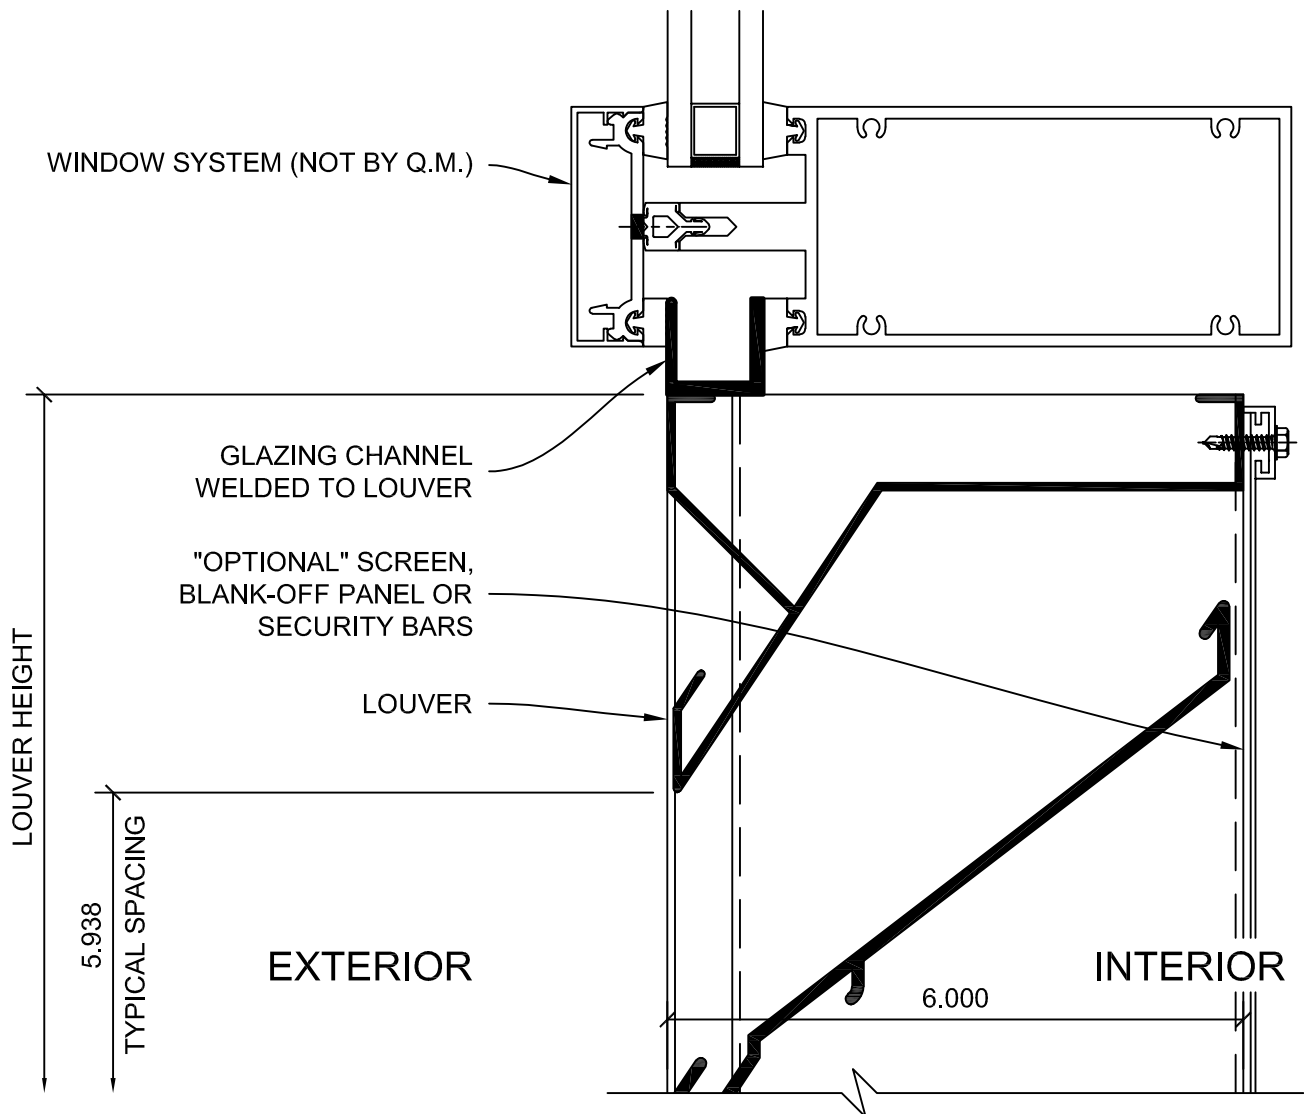 WINDOW SYSTEM (NOT BY Q.M.)
GLAZING CHANNEL
WELDED TO LOUVER
"OPTIONAL" SCREEN,
BLANK-OFF PANEL OR
SECURITY BARS
LOUVER
LOUVER HEIGHT
5.938
TYPICAL SPACING
EXTERIOR
INTERIOR
6.000